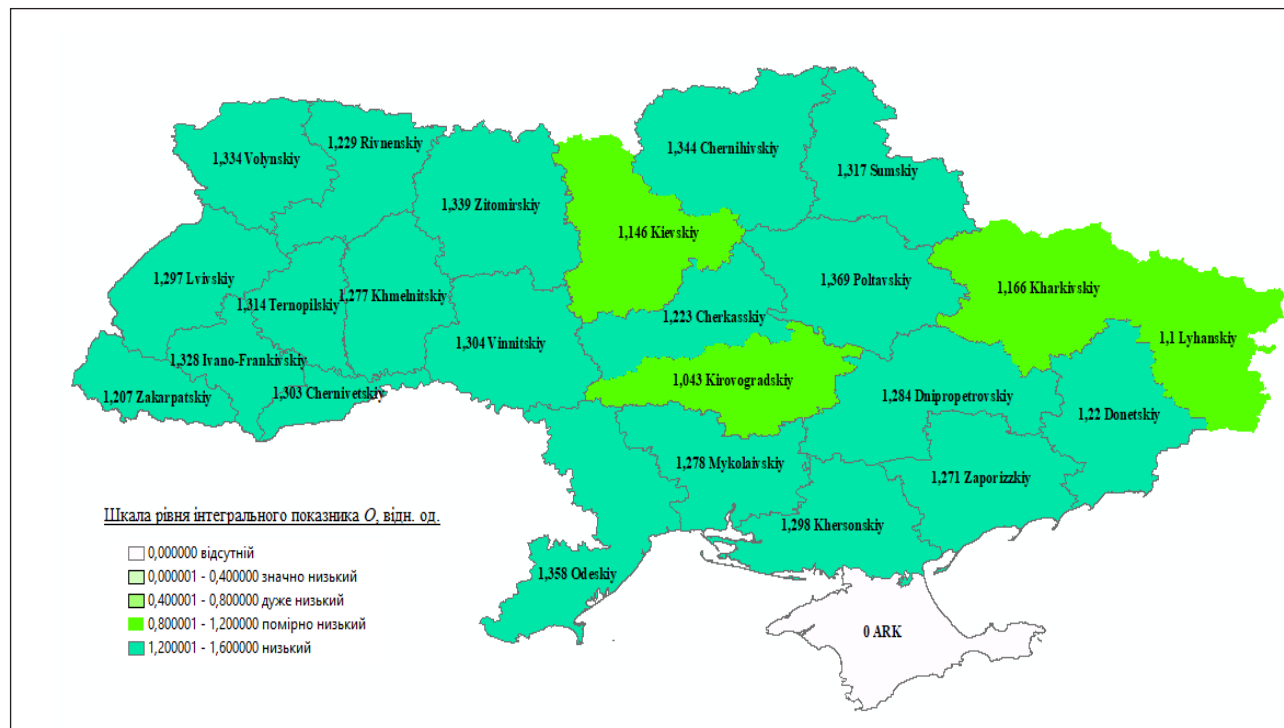 1,344 Chernihivskiy
1,229 Rivnenskiy
1,334 Volynskiy
1,317 Sumskiy
1,339 Zitomirskiy
1,146 Kievskiy
1,297 Lvivskiy
1,369 Poltavskiy
1,166 Kharkivskiy
1,277 Khmelnitskiy
1,314 Ternopilskiy
1,223 Cherkasskiy
1,1 Lyhanskiy
1,304 Vinnitskiy
1,328 Ivano-Frankivskiy
1,043 Kirovogradskiy
1,303 Chernivetskiy
1,207 Zakarpatskiy
1,284 Dnipropetrovskiy
1,22 Donetskiy
1,278 Mykolaivskiy
1,271 Zaporizzkiy
1,298 Khersonskiy
1,358 Odeskiy
0 ARK
Шкала рівня інтегрального показника О, відн. од.
0,000000 відсутній
0,000001 - 0,400000 значно низький
0,400001 - 0,800000 дуже низький
0,800001 - 1,200000 помірно низький
1,200001 - 1,600000 низький